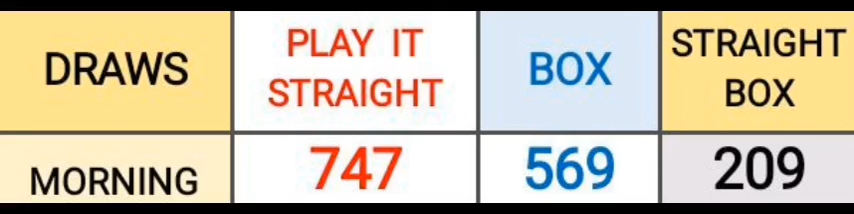 DRAWS
PLAY IT
STRAIGHT
BOX
STRAIGHT
BOX
MORNING
747
569
209